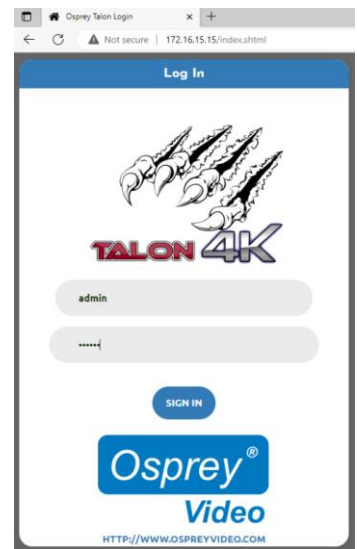 Osprey Talon Login
Not secure | 172.16.15.15/index.shtml
Log In
TALON 4K
admin
••••••
SIGN IN
Osprey®
Video
HTTP://WWW.OSPREYVIDEO.COM